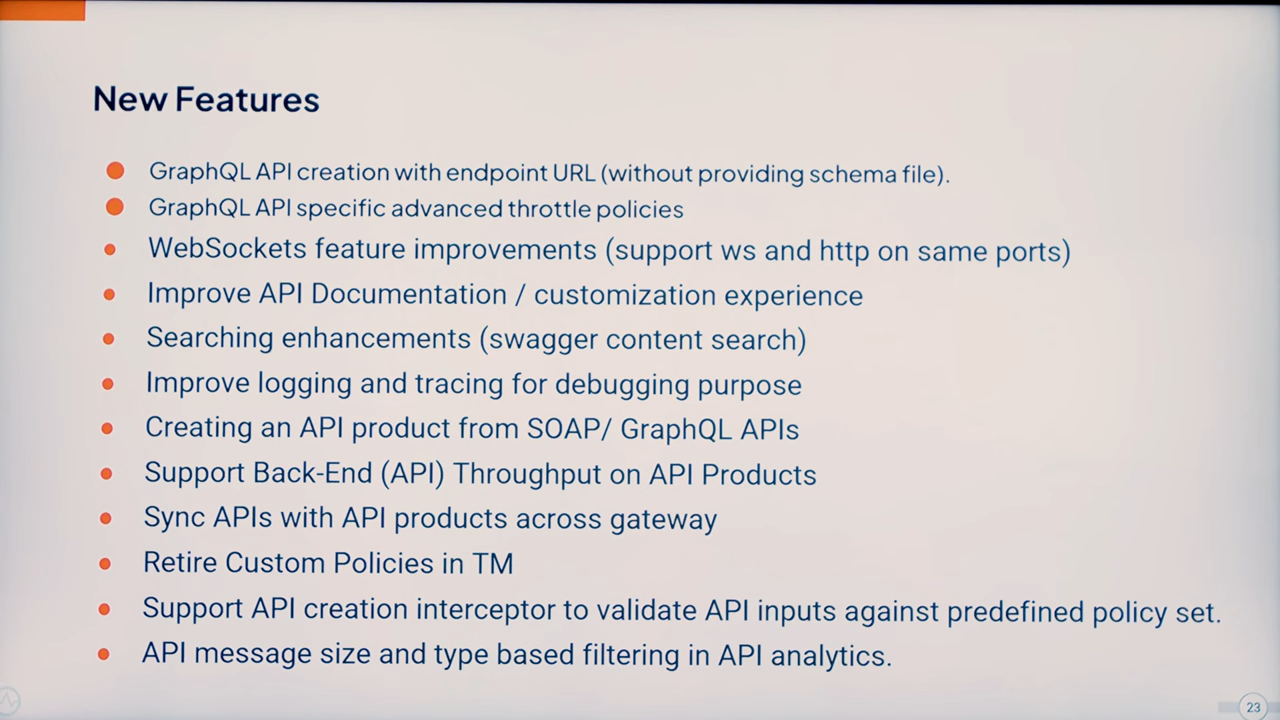 New Features
GraphQL API creation with endpoint URL (without providing schema file).
GraphQL API specific advanced throttle policies
WebSockets feature improvements (support ws and http on same ports)
Improve API Documentation / customization experience
Searching enhancements (swagger content search)
Improve logging and tracing for debugging purpose
Creating an API product from SOAP/ GraphQL APIs
Support Back-End (API) Throughput on API Products
Sync APIs with API products across gateway
Retire Custom Policies in TM
Support API creation interceptor to validate API inputs against predefined policy set.
API message size and type based filtering in API analytics.
23